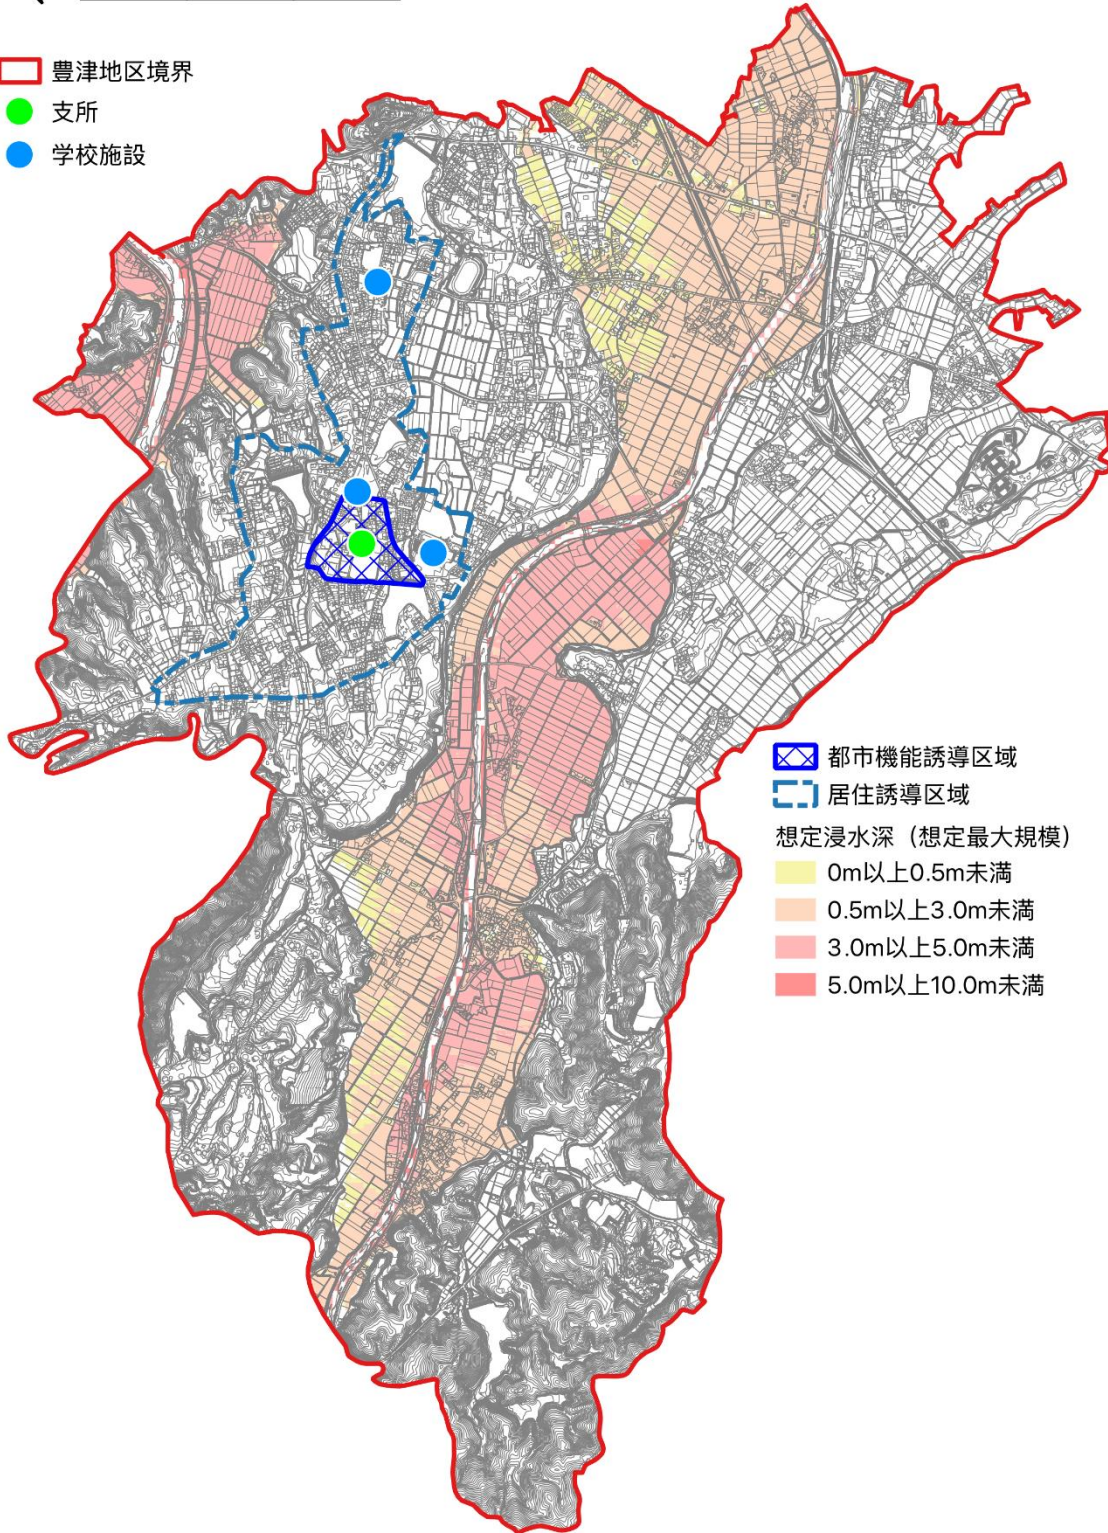 豊津地区境界
支所
学校施設
都市機能誘導区域
居住誘導区域
想定浸水深（想定最大規模）
0m以上0.5m未満
0.5m以上3.0m未満
3.0m以上5.0m未満
5.0m以上10.0m未満